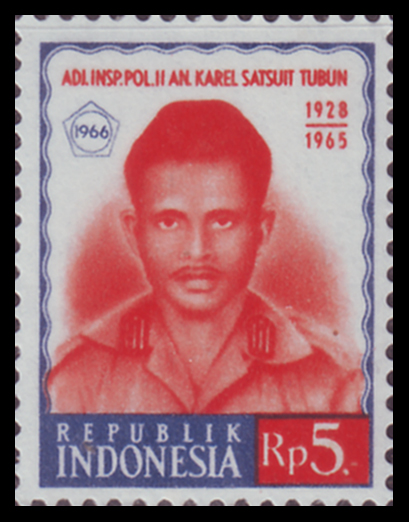 ADJ. INSP. POL. II AN. KAREL SATSUIT TUBUN
1966
1928
1965
REPUBLIK
INDONESIA
Rp5.-